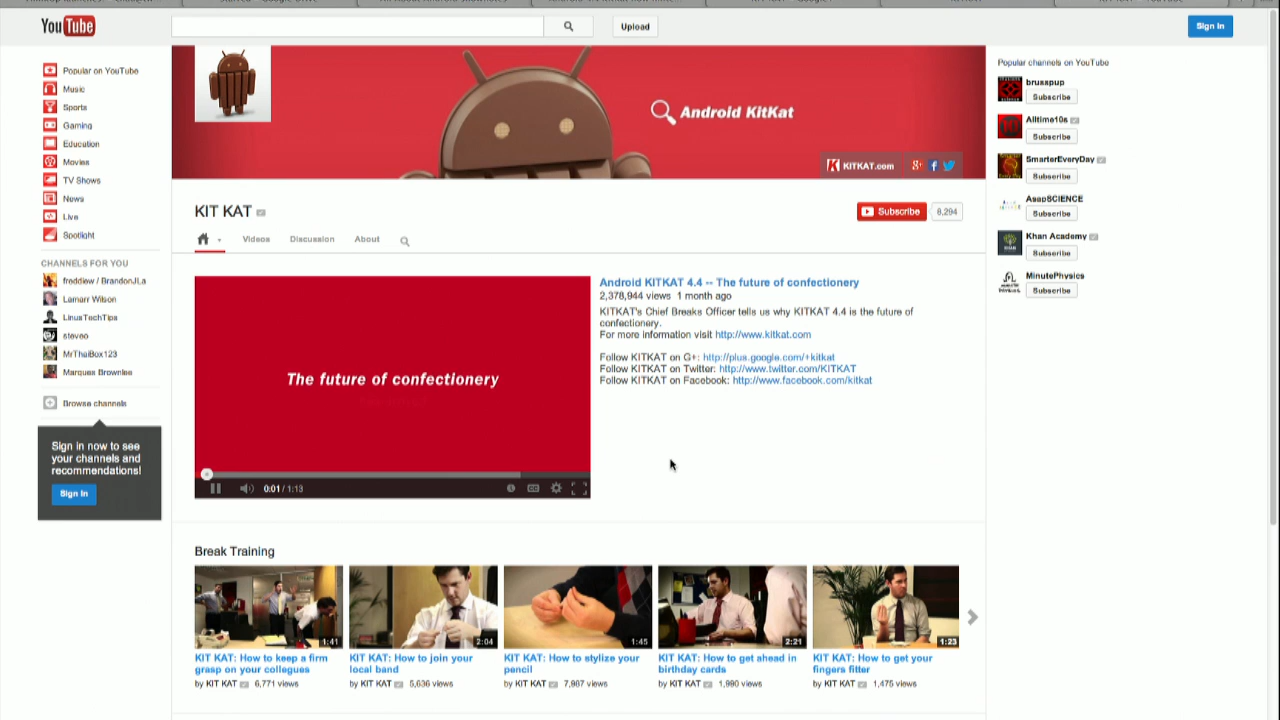 YouTube
Upload
Sign In
Popular on YouTube
Music
Sports
Gaming
Education
Movies
TV Shows
News
Live
Spotlight
CHANNELS FOR YOU
freddiew / BrandonJLa
Lamarr Wilson
LinusTechTips
steveo
MrThaiBox123
Marques Brownlee
Browse channels
Sign in now to see
your channels and
recommendations!
Sign In
Android KitKat
KITKAT.com
KIT KAT
Subscribe
8,294
Videos
Discussion
About
The future of confectionery
0:01 / 1:13
Android KITKAT 4.4 -- The future of confectionery
2,378,944 views 1 month ago
KITKAT's Chief Breaks Officer tells us why KITKAT 4.4 is the future of
confectionery.
For more information visit http://www.kitkat.com
Follow KITKAT on G+: http://plus.google.com/+kitkat
Follow KITKAT on Twitter: http://www.twitter.com/KITKAT
Follow KITKAT on Facebook: http://www.facebook.com/kitkat
Break Training
1:41
2:04
1:45
2:21
1:23
KIT KAT: How to keep a firm
grasp on your collegues
by KIT KAT 6,771 views
KIT KAT: How to join your
local band
by KIT KAT 5,636 views
KIT KAT: How to stylize your
pencil
by KIT KAT 7,987 views
KIT KAT: How to get ahead in
birthday cards
by KIT KAT 1,990 views
KIT KAT: How to get your
fingers fitter
by KIT KAT 1,475 views
Popular channels on YouTube
brusspup
Subscribe
Alltime10s
Subscribe
SmarterEveryDay
Subscribe
AsapSCIENCE
Subscribe
Khan Academy
Subscribe
MinutePhysics
Subscribe